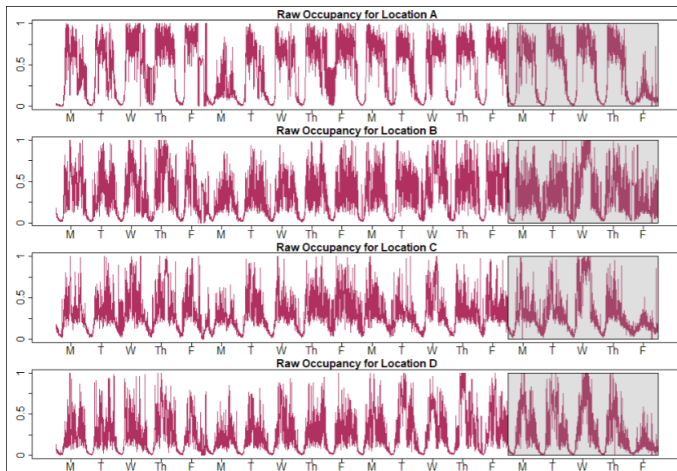 Raw Occupancy for Location A
1
0.5
0
M T W Th F M T W Th F M T W Th F M T W Th F
Raw Occupancy for Location B
1
0.5
0
M T W Th F M T W Th F M T W Th F M T W Th F
Raw Occupancy for Location C
1
0.5
0
M T W Th F M T W Th F M T W Th F M T W Th F
Raw Occupancy for Location D
1
0.5
0
M T W Th F M T W Th F M T W Th F M T W Th F